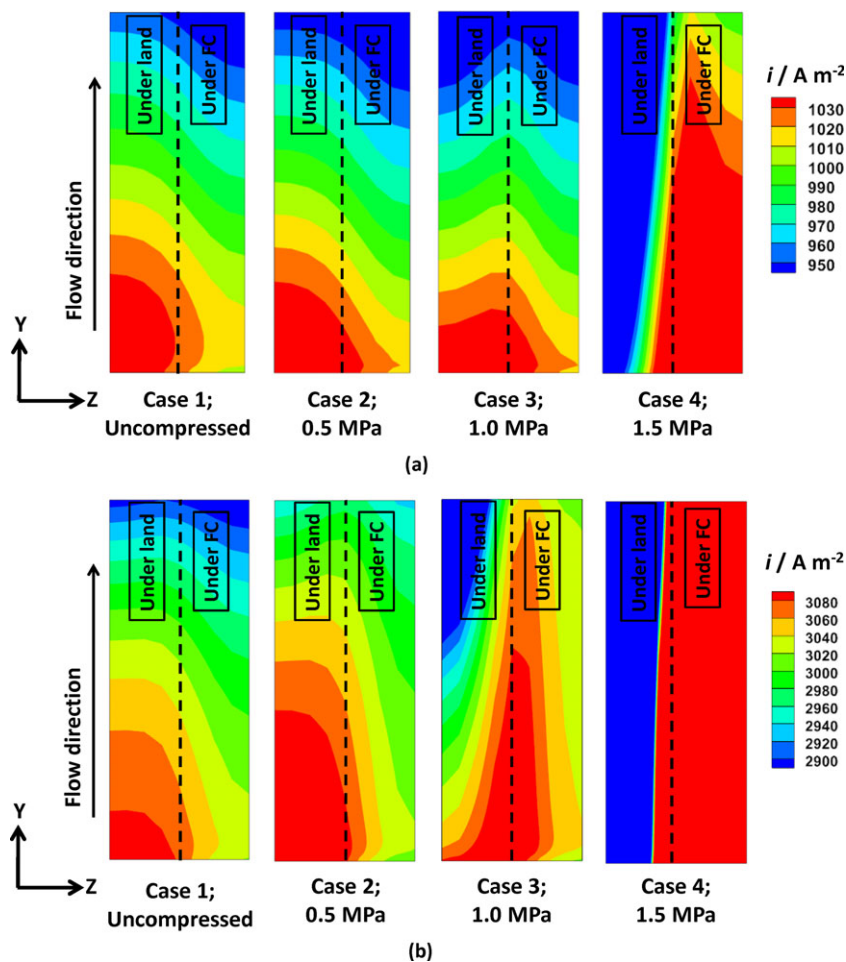 Under land
Under FC
Under land
Under FC
Under land
Under FC
Under land
Under FC
i / A m⁻²
1030
1020
1000
990
980
960
950
Flow direction
Y
Z
Case 1;
Uncompressed
Case 2;
0.5 MPa
Case 3;
1.0 MPa
Case 4;
1.5 MPa
(a)
Under land
Under FC
Under land
Under FC
Under land
Under FC
Under land
Under FC
i / A m⁻²
3080
3060
3040
3020
3000
2980
2940
2920
2900
Flow direction
Y
Z
Case 1;
Uncompressed
Case 2;
0.5 MPa
Case 3;
1.0 MPa
Case 4;
1.5 MPa
(b)